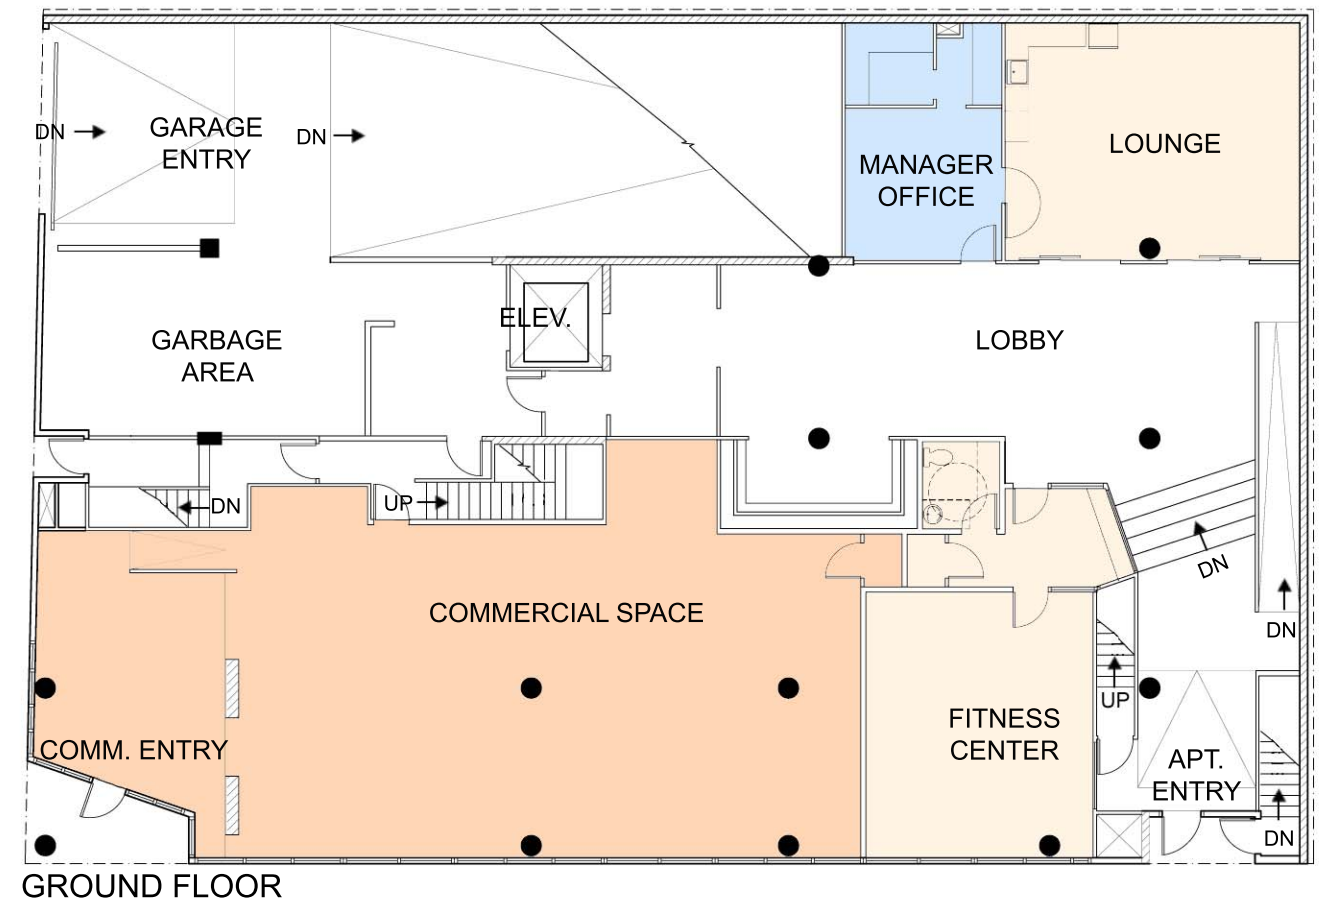 DN
GARAGE
ENTRY
DN
MANAGER
OFFICE
LOUNGE
ELEV.
GARBAGE
AREA
LOBBY
DN
UP
DN
COMMERCIAL SPACE
DN
UP
COMM. ENTRY
FITNESS
CENTER
APT.
ENTRY
DN
GROUND FLOOR